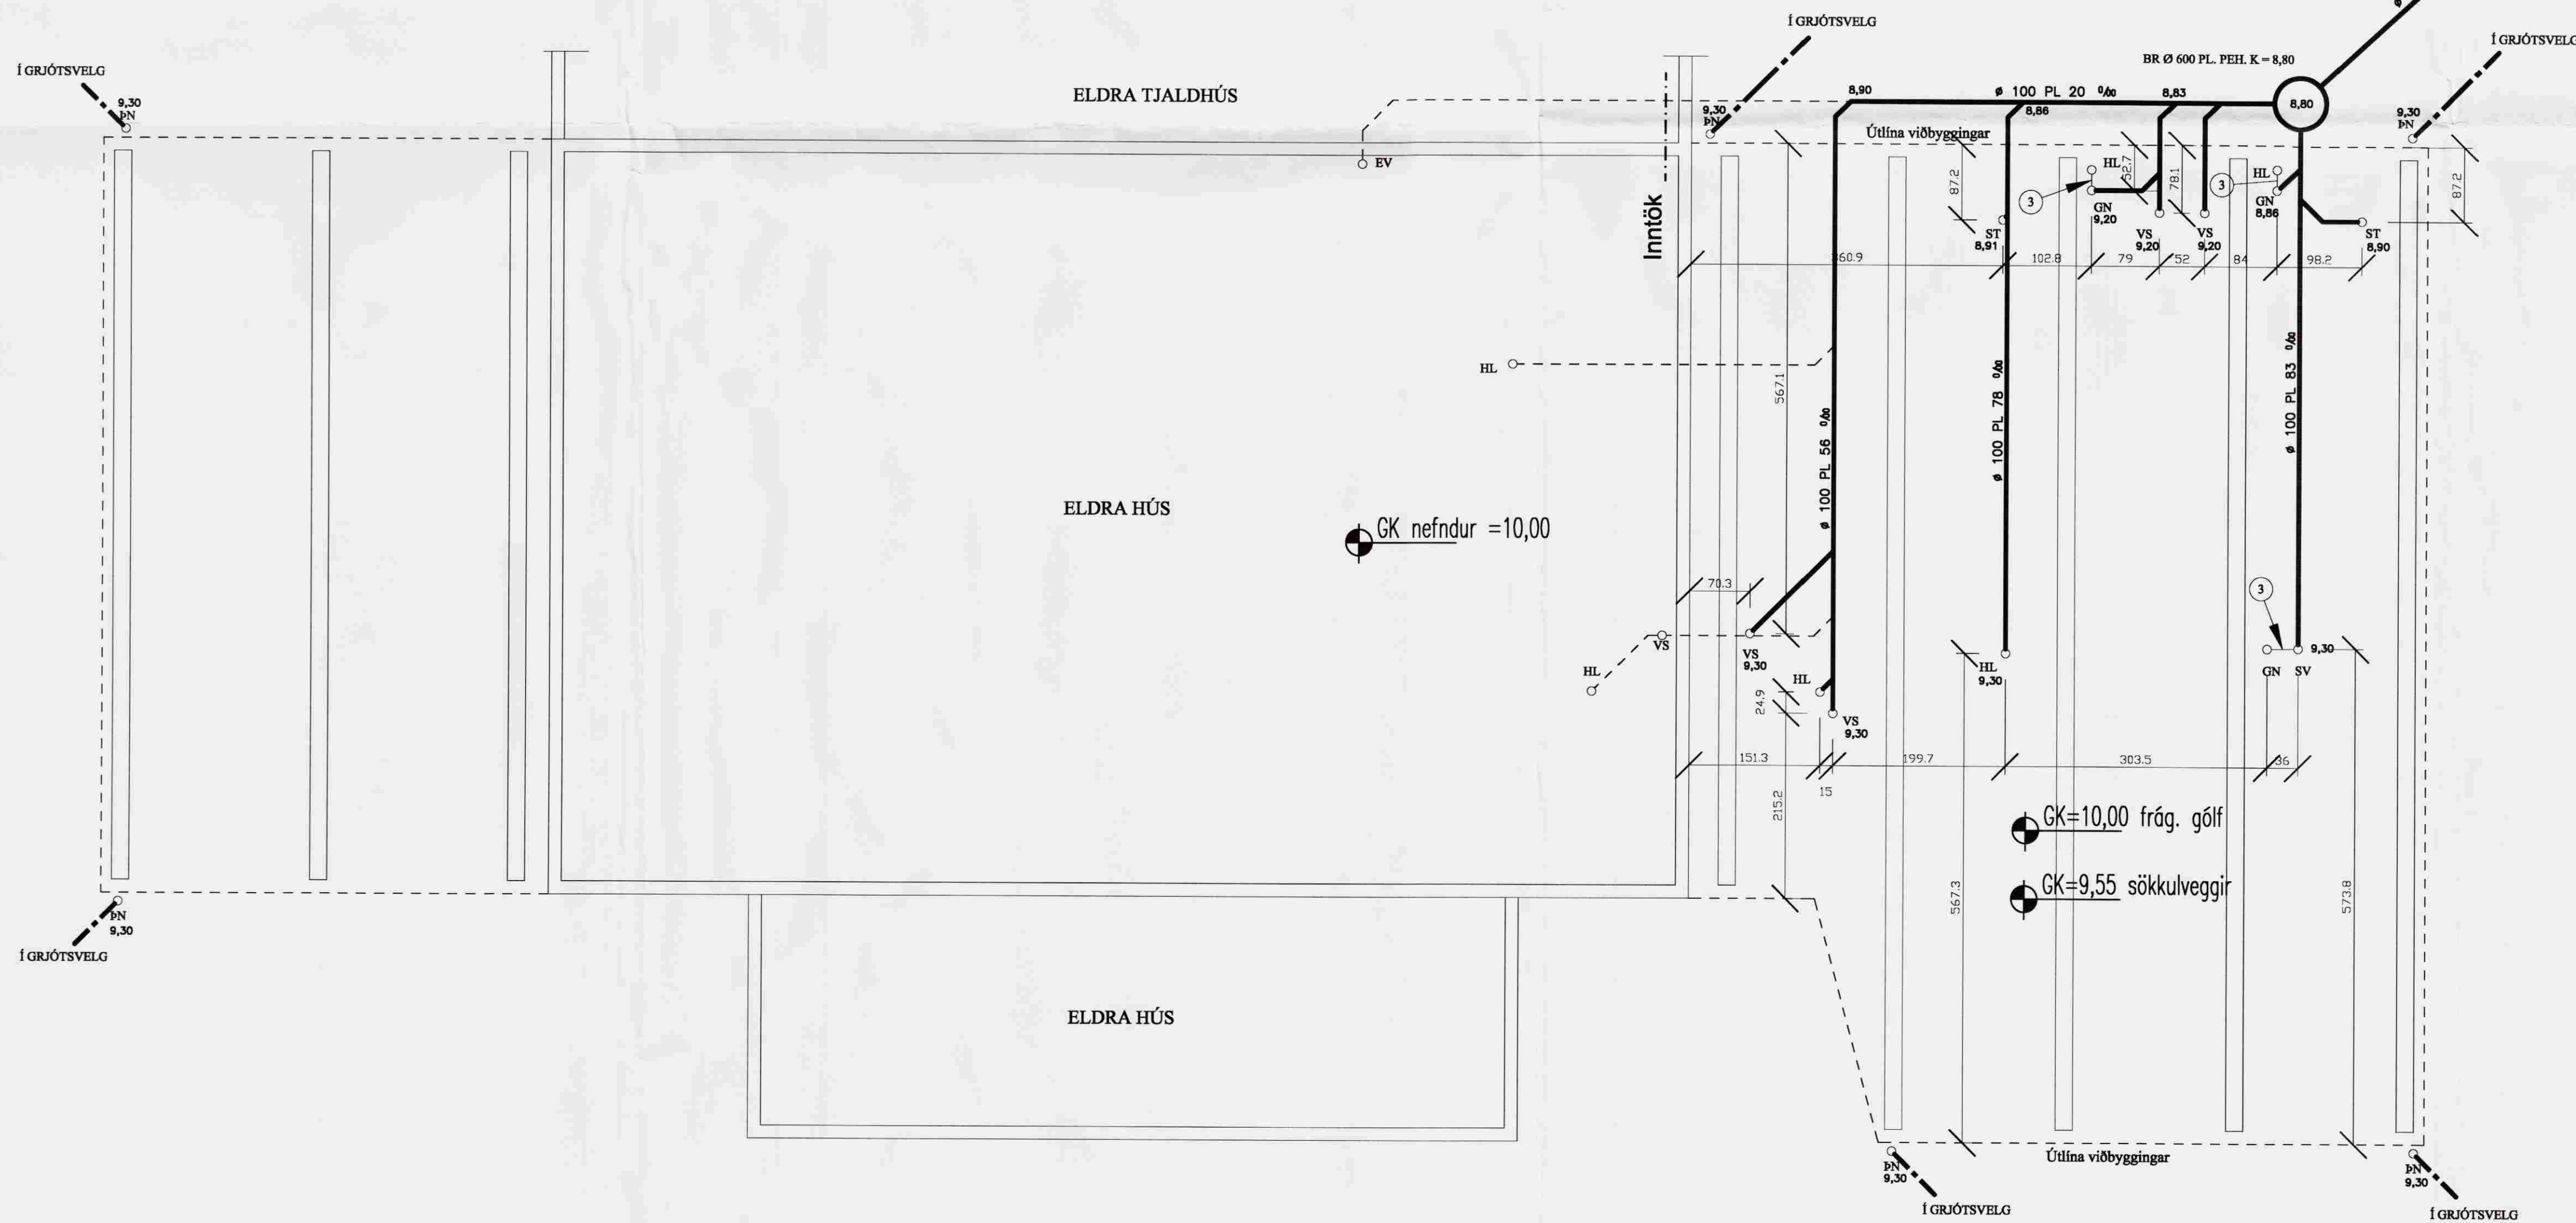 Í GRJÓTSVELG
Í GRJÓTSVELG
Í GRJÓTSVELG
BR Ø 600 PL. PEH. K = 8,80
9,30
ÞN
ELDRA TJALDHÚS
9,30
ÞN
8,90
ø 100 PL 20 ‰
8,83
8,80
8,86
9,30
ÞN
Útlína viðbyggingar
EV
87.2
3
HL
52.7
78.1
3
HL
87.2
GN
9,20
GN
8,86
Inntök
ST
8,91
VS
9,20
VS
9,20
ST
8,90
360.9
102.8
79
52
84
98.2
HL
567.1
ø 100 PL 56 ‰
ø 100 PL 78 ‰
ø 100 PL 83 ‰
ELDRA HÚS
GK nefndur =10,00
70.3
3
VS
VS
9,30
HL
HL
24.9
HL
9,30
9,30
GN
SV
VS
9,30
151.3
15
199.7
303.5
36
215.2
GK=10,00 frág. gólf
GK=9,55 sökkulveggir
567.3
573.8
ÞN
9,30
Í GRJÓTSVELG
ELDRA HÚS
Útlína viðbyggingar
ÞN
9,30
Í GRJÓTSVELG
ÞN
9,30
Í GRJÓTSVELG